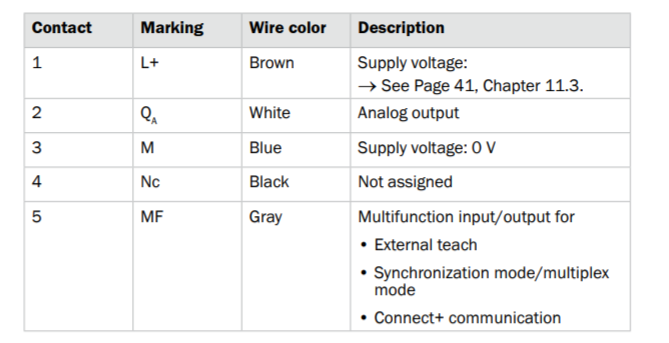 Contact Marking Wire color Description
1 L+ Brown Supply voltage:
→ See Page 41, Chapter 11.3.
2 Q_A White Analog output
3 M Blue Supply voltage: 0 V
4 Nc Black Not assigned
5 MF Gray Multifunction input/output for
• External teach
• Synchronization mode/multiplex
mode
• Connect+ communication